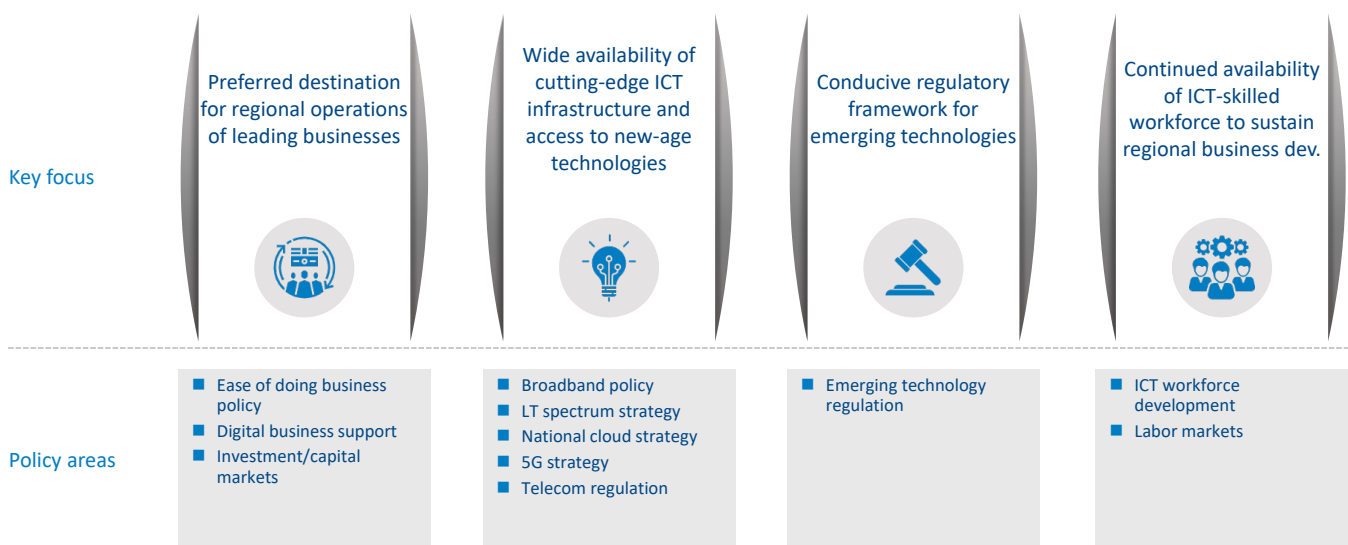 Key focus
Preferred destination
for regional operations
of leading businesses
Wide availability of
cutting-edge ICT
infrastructure and
access to new-age
technologies
Conducive regulatory
framework for
emerging technologies
Continued availability
of ICT-skilled
workforce to sustain
regional business dev.
Policy areas
Ease of doing business
policy
Digital business support
Investment/capital
markets
Broadband policy
LT spectrum strategy
National cloud strategy
5G strategy
Telecom regulation
Emerging technology
regulation
ICT workforce
development
Labor markets